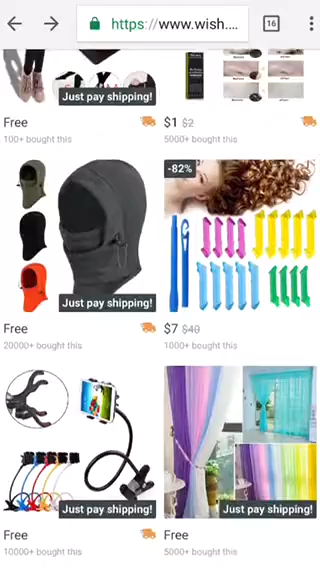 https://www.wish....
16
Just pay shipping!
Free
100+ bought this
$1 $2
5000+ bought this
Just pay shipping!
Free
20000+ bought this
-82%
$7 $40
1000+ bought this
Just pay shipping!
Free
10000+ bought this
Just pay shipping!
Free
5000+ bought this